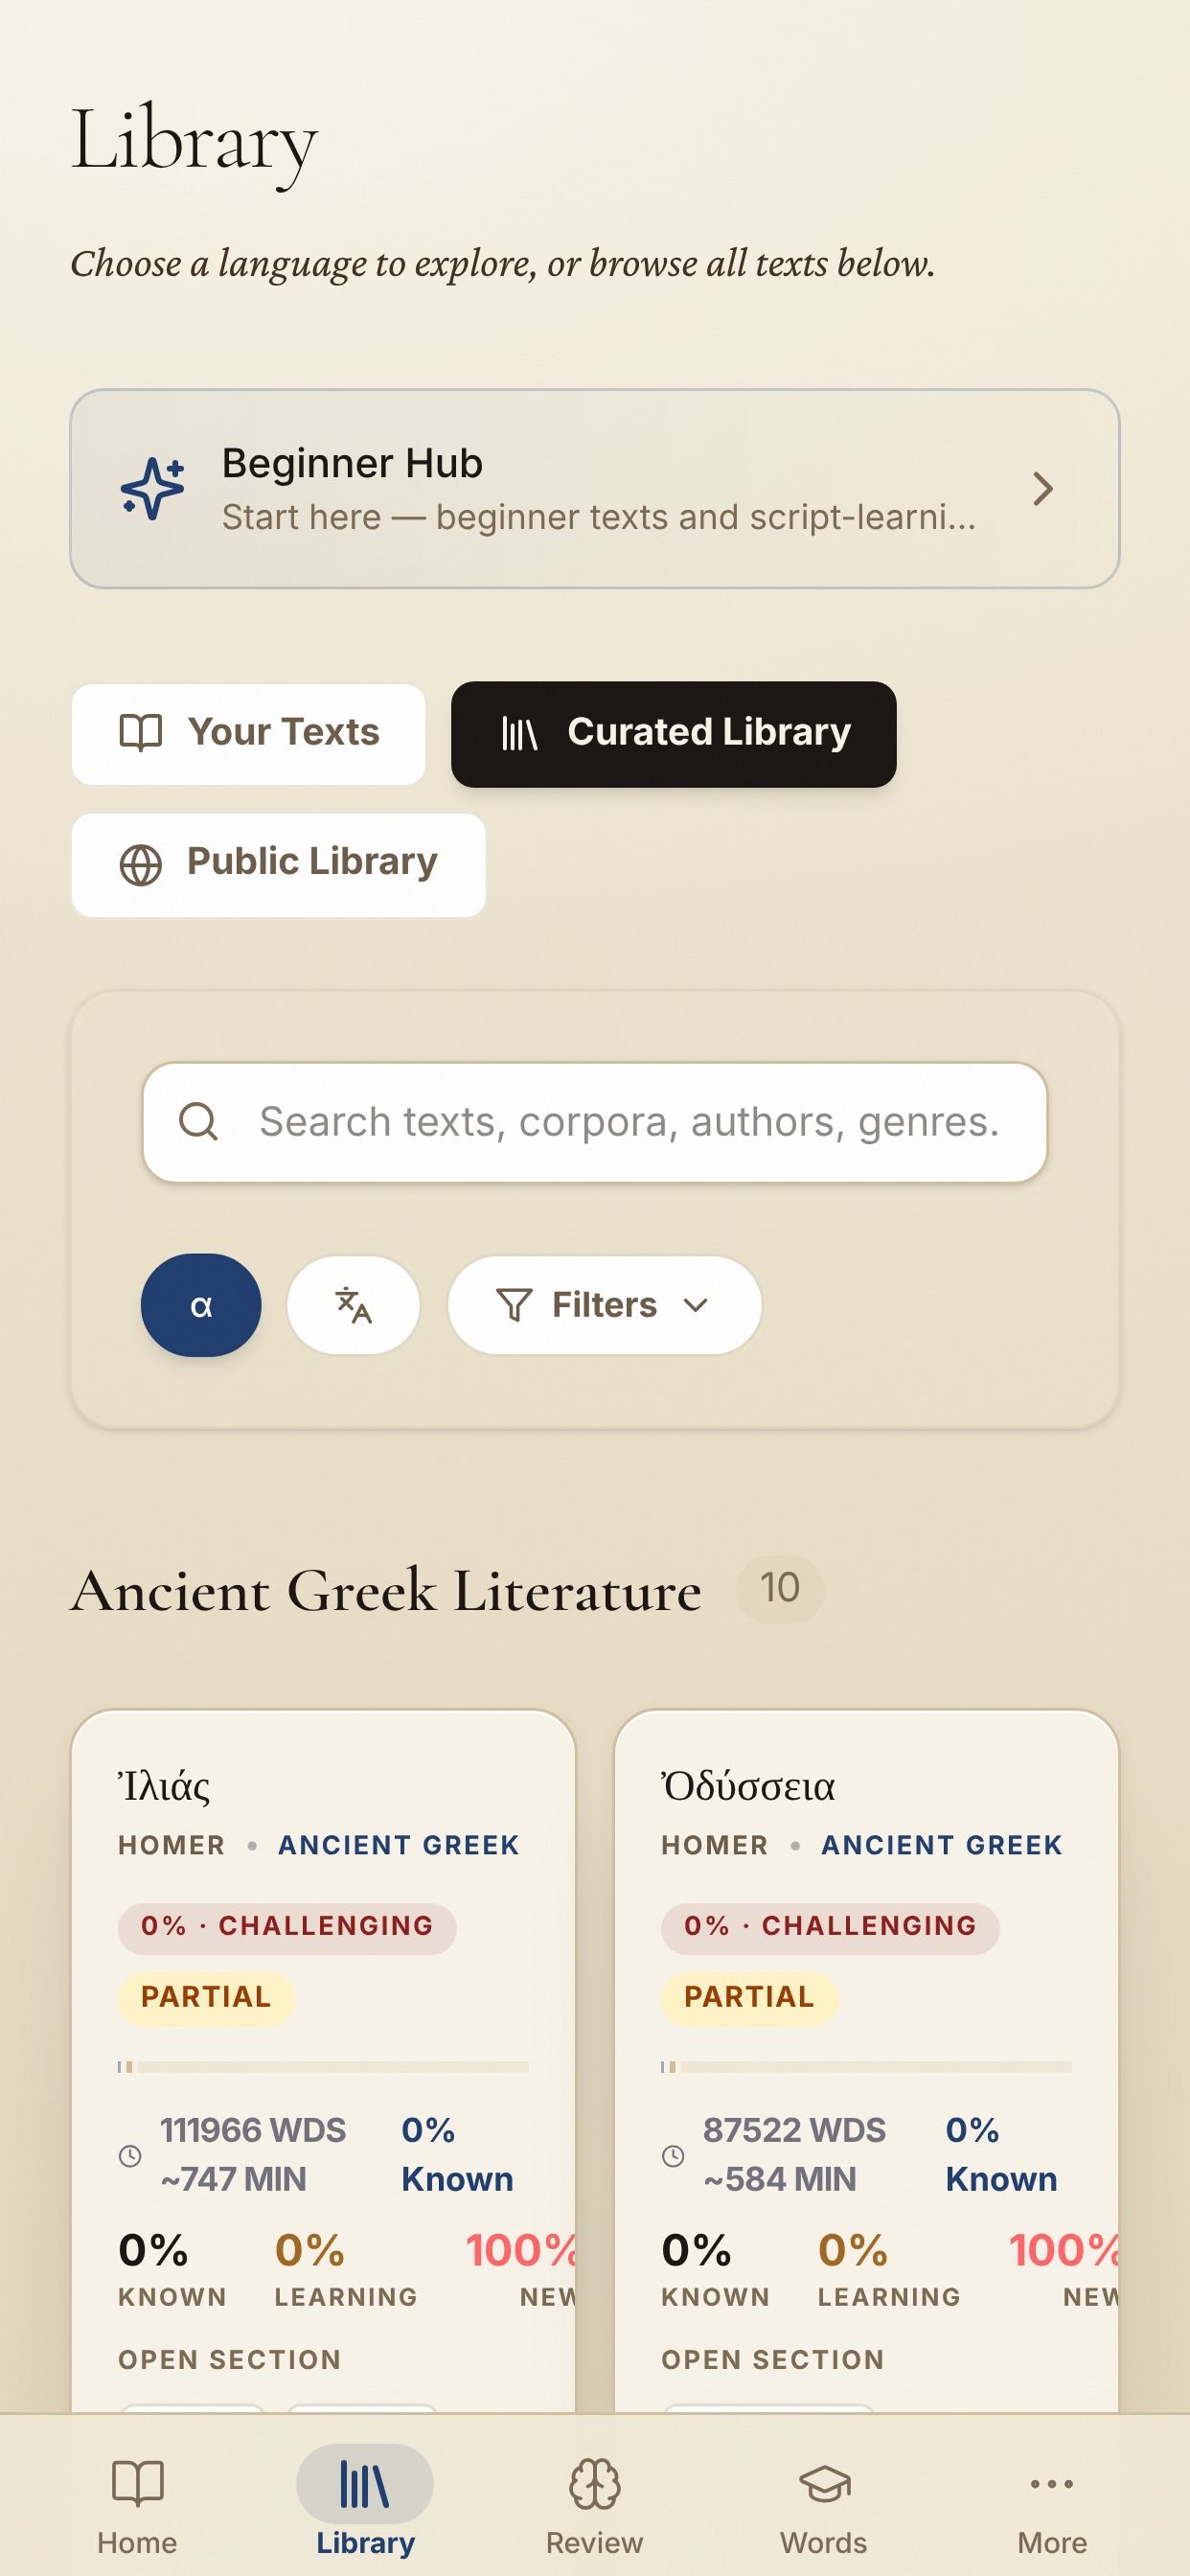 Library
Choose a language to explore, or browse all texts below.
Beginner Hub
Start here — beginner texts and script-learni...
Your Texts
Curated Library
Public Library
Search texts, corpora, authors, genres.
α
Filters
Ancient Greek Literature 10
Ἰλιάς
HOMER • ANCIENT GREEK
0% · CHALLENGING
PARTIAL
111966 WDS
~747 MIN
0%
Known
0% KNOWN
0% LEARNING
100% NEW
OPEN SECTION
Ὀδύσσεια
HOMER • ANCIENT GREEK
0% · CHALLENGING
PARTIAL
87522 WDS
~584 MIN
0%
Known
0% KNOWN
0% LEARNING
100% NEW
OPEN SECTION
Home
Library
Review
Words
More